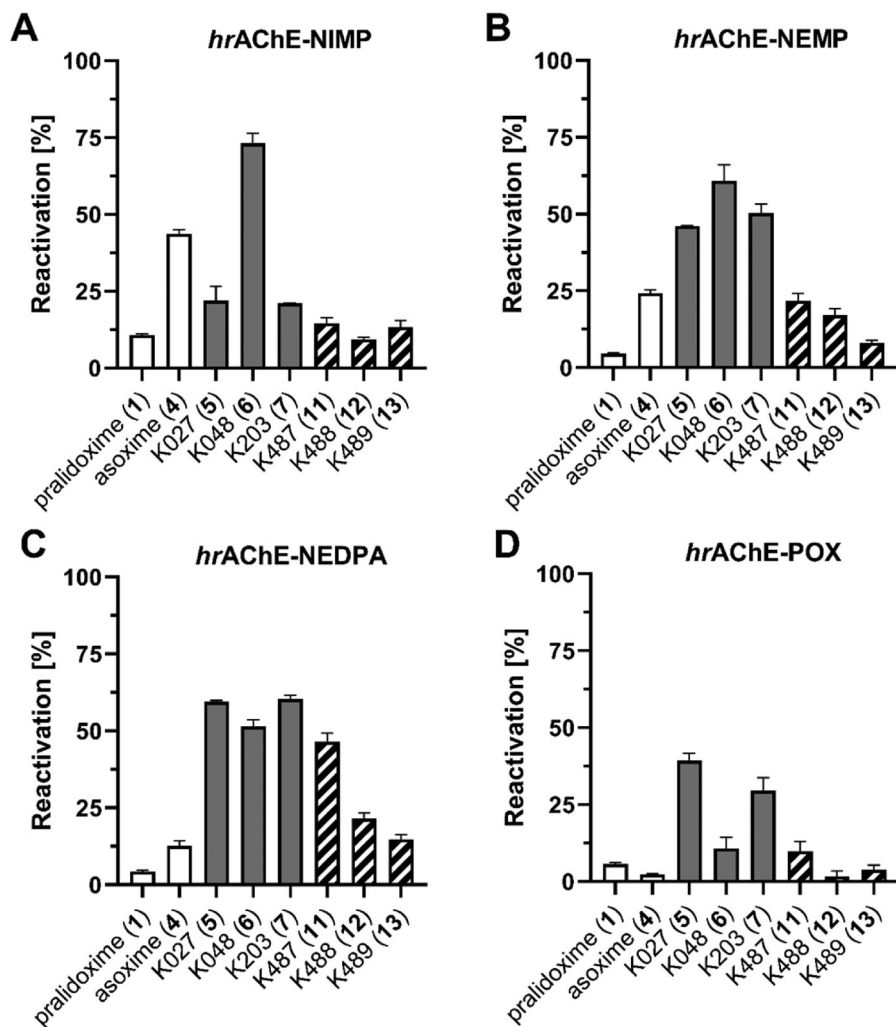 A
hrAChE-NIMP
Reactivation [%]
100
75
50
25
0
pralidoxime (1)
asoxime (4)
K027 (5)
K048 (6)
K203 (7)
K487 (11)
K488 (12)
K489 (13)
B
hrAChE-NEMP
Reactivation [%]
100
75
50
25
0
pralidoxime (1)
asoxime (4)
K027 (5)
K048 (6)
K203 (7)
K487 (11)
K488 (12)
K489 (13)
C
hrAChE-NEDPA
Reactivation [%]
100
75
50
25
0
pralidoxime (1)
asoxime (4)
K027 (5)
K048 (6)
K203 (7)
K487 (11)
K488 (12)
K489 (13)
D
hrAChE-POX
Reactivation [%]
100
75
50
25
0
pralidoxime (1)
asoxime (4)
K027 (5)
K048 (6)
K203 (7)
K487 (11)
K488 (12)
K489 (13)